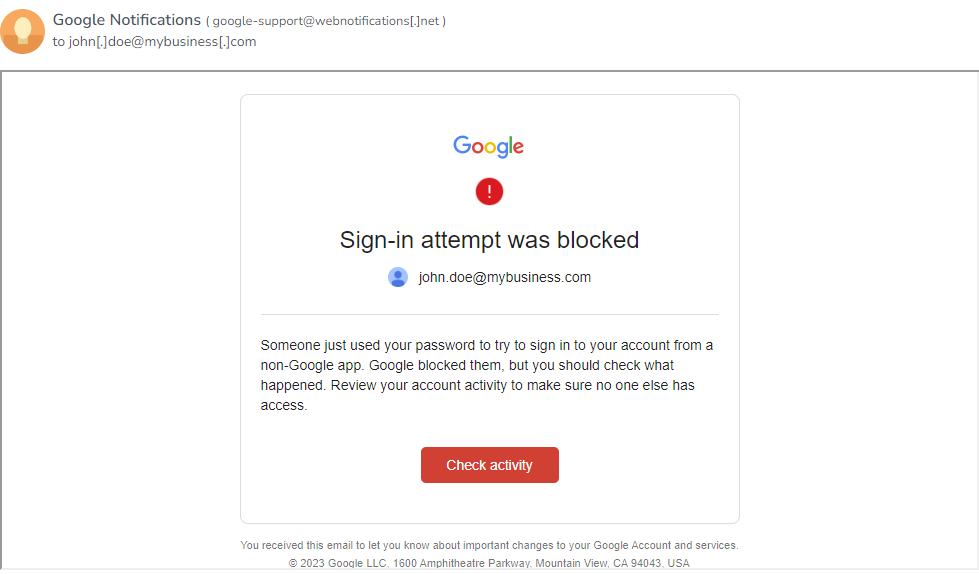 Google Notifications ( google-support@webnotifications[.]net )
to john[.]doe@mybusiness[.]com
Google
!
Sign-in attempt was blocked
john.doe@mybusiness.com
Someone just used your password to try to sign in to your account from a
non-Google app. Google blocked them, but you should check what
happened. Review your account activity to make sure no one else has
access.
Check activity
You received this email to let you know about important changes to your Google Account and services.
© 2023 Google LLC, 1600 Amphitheatre Parkway, Mountain View, CA 94043, USA